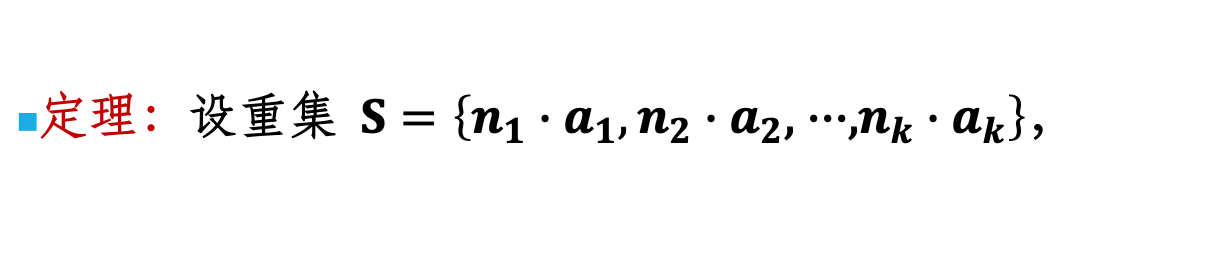 定理：设重集 S = {n₁ · a₁, n₂ · a₂, ⋯, nₖ · aₖ},